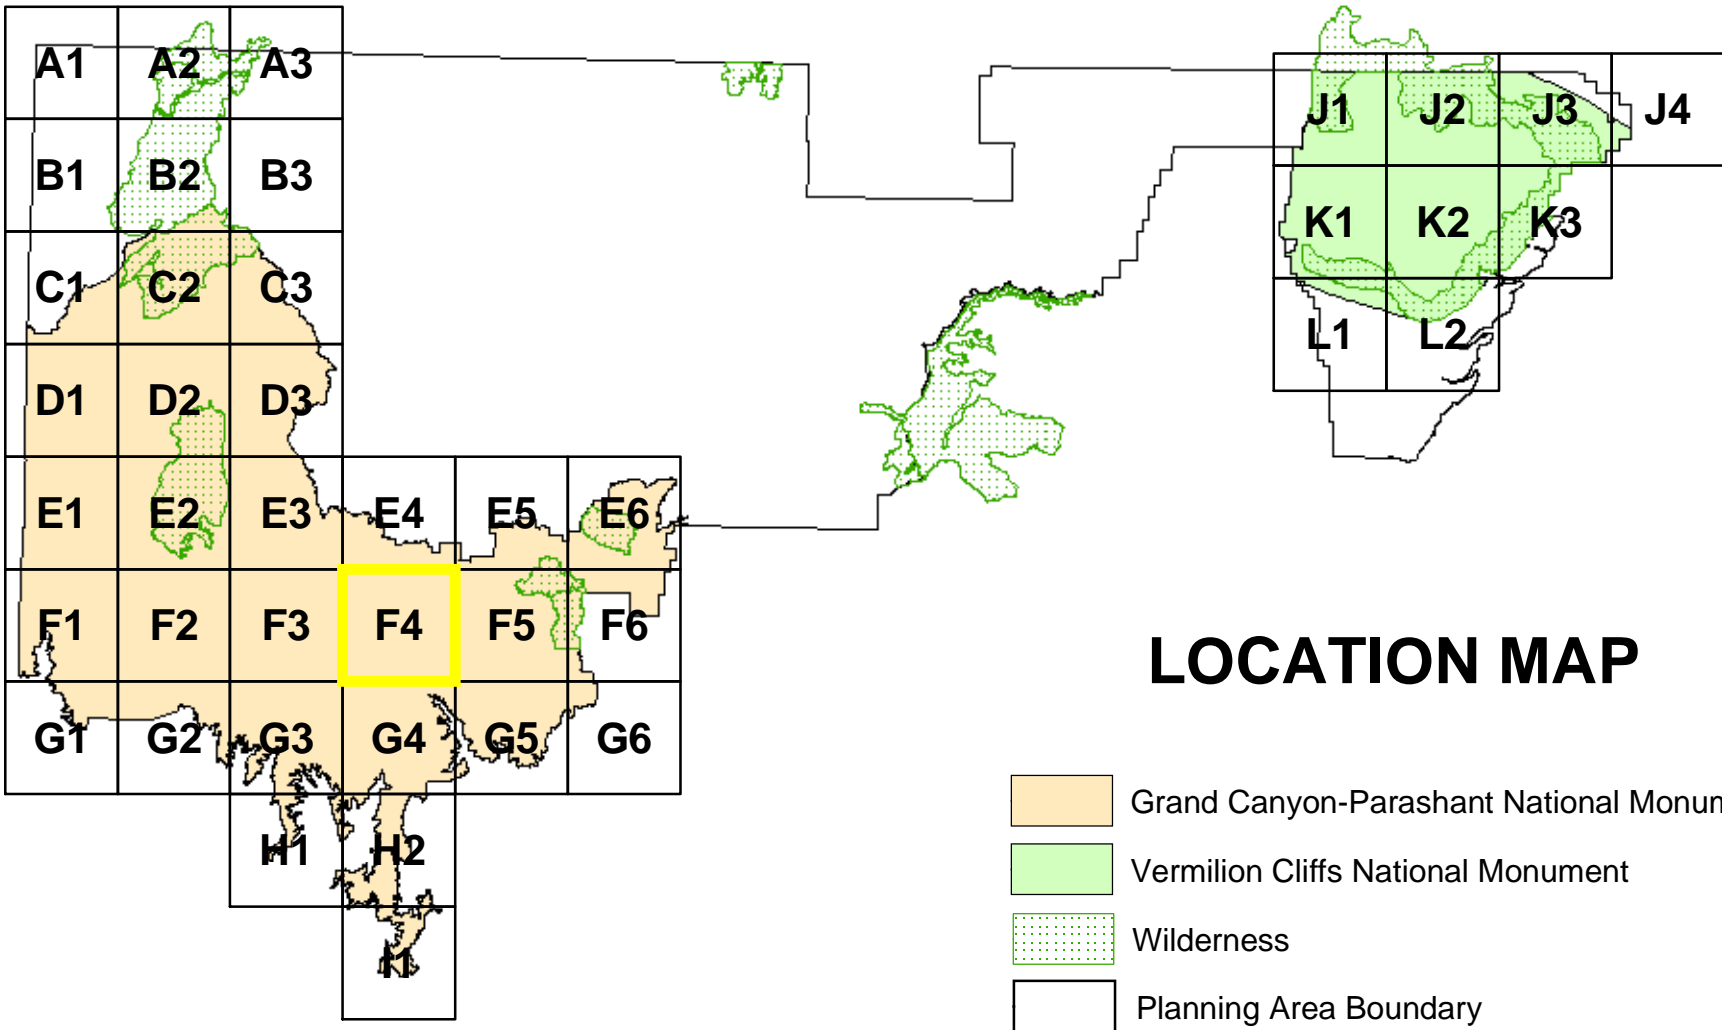 A1 A2 A3
J1 J2 J3 J4
B1 B2 B3
K1 K2 K3
C1 C2 C3
L1 L2
D1 D2 D3
E1 E2 E3 E4 E5 E6
F1 F2 F3 F4 F5 F6
LOCATION MAP
G1 G2 G3 G4 G5 G6
Grand Canyon-Parashant National Monum
H1 H2
Vermilion Cliffs National Monument
Wilderness
I1
Planning Area Boundary